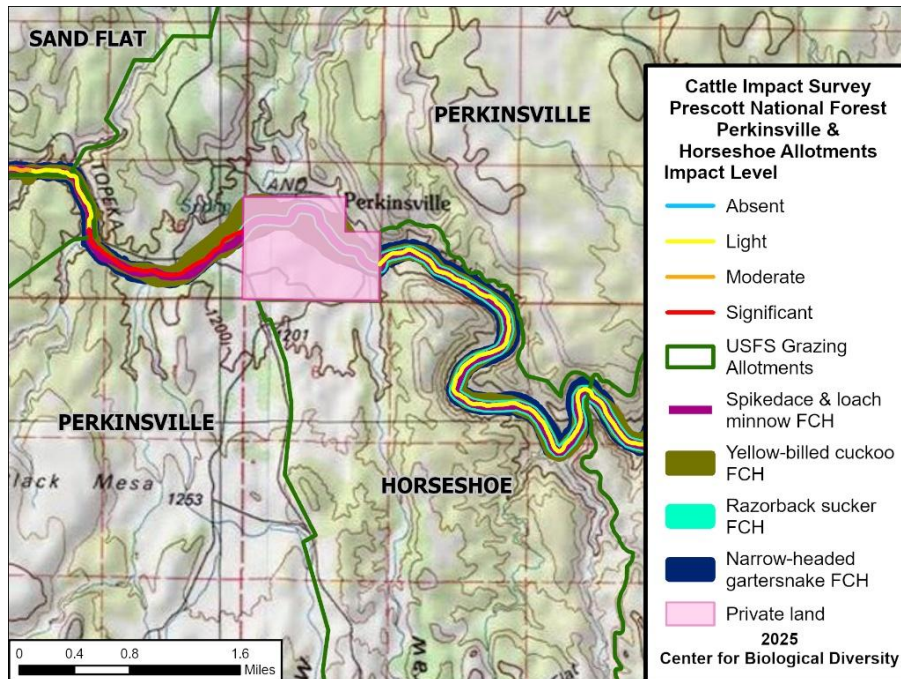 SAND FLAT
PERKINSVILLE
TOPEKA
AND
Spring
Perkinsville
1200
1201
PERKINSVILLE
HORSESHOE
lack Mesa
1253
0 0.4 0.8 1.6
Miles
Cattle Impact Survey
Prescott National Forest
Perkinsville &
Horseshoe Allotments
Impact Level
Absent
Light
Moderate
Significant
USFS Grazing
Allotments
Spikedace & loach
minnow FCH
Yellow-billed cuckoo
FCH
Razorback sucker
FCH
Narrow-headed
gartersnake FCH
Private land
2025
Center for Biological Diversity